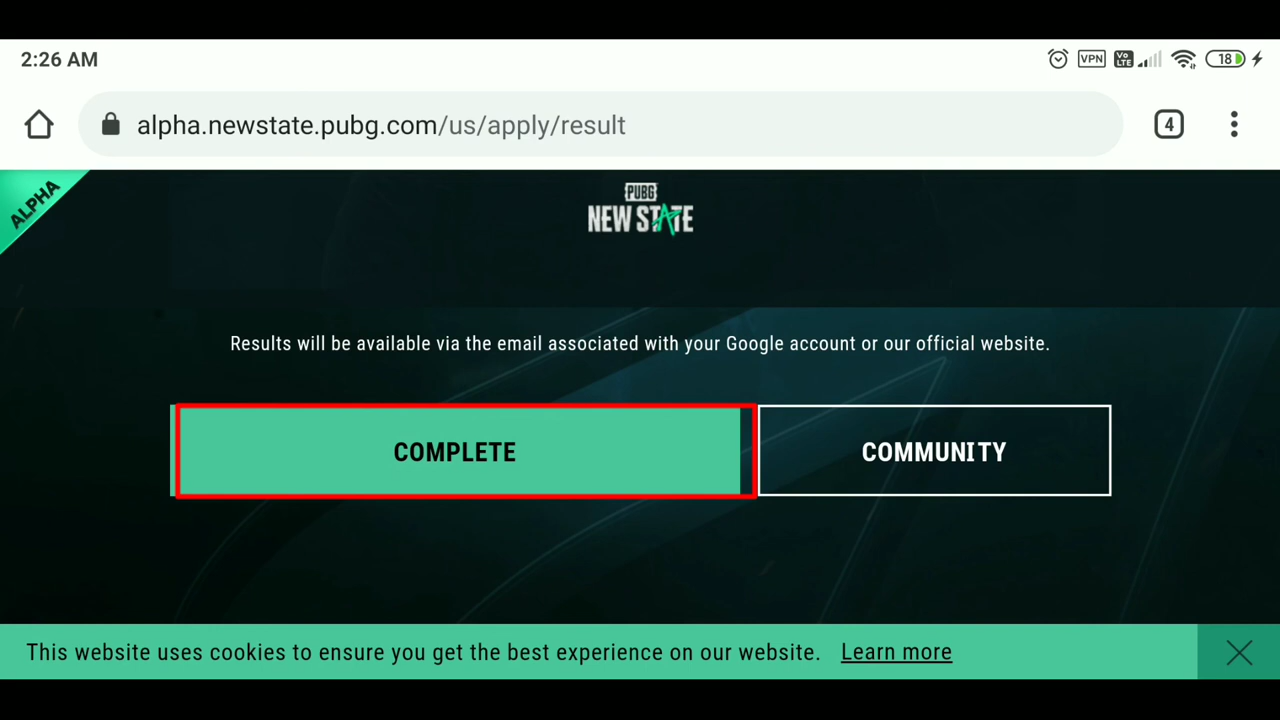 2:26 AM
VPN
Vo LTE
18
alpha.newstate.pubg.com/us/apply/result
4
ALPHA
PUBG
NEW STATE
Results will be available via the email associated with your Google account or our official website.
COMPLETE
COMMUNITY
This website uses cookies to ensure you get the best experience on our website. Learn more